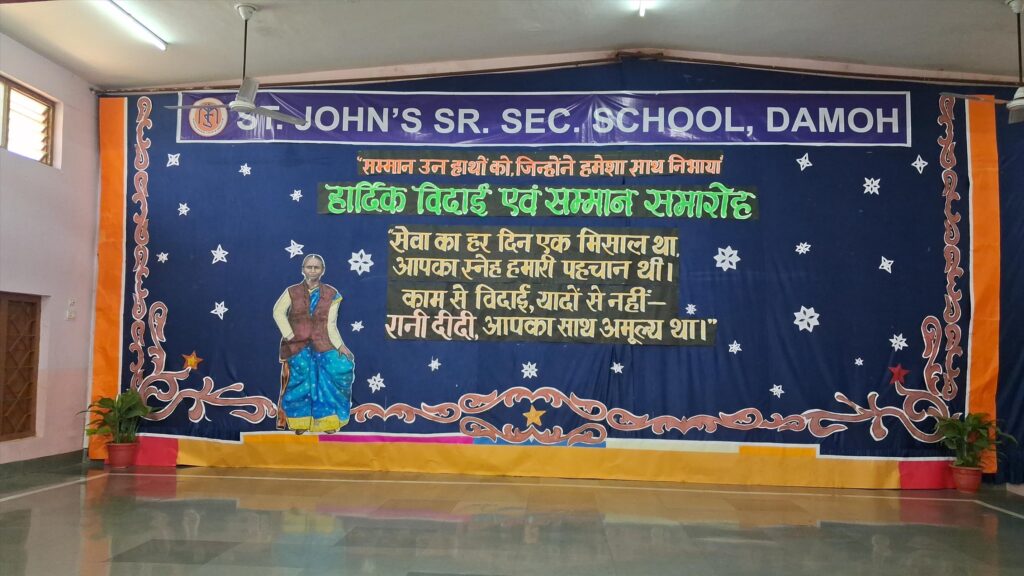 ST. JOHN'S SR. SEC. SCHOOL, DAMOH
“सम्मान उन हाथों को, जिन्होंने हमेशा साथ निभाया’
हार्दिक विदाई एवं सम्मान समारोह
“सेवा का हर दिन एक मिसाल था,
आपका स्नेह हमारी पहचान थी।
काम से विदाई, यादों से नहीं–
रानी दीदी, आपका साथ अमूल्य था।”